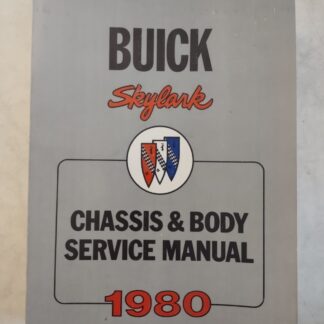 BUICK
Skylark
CHASSIS & BODY
SERVICE MANUAL
1980